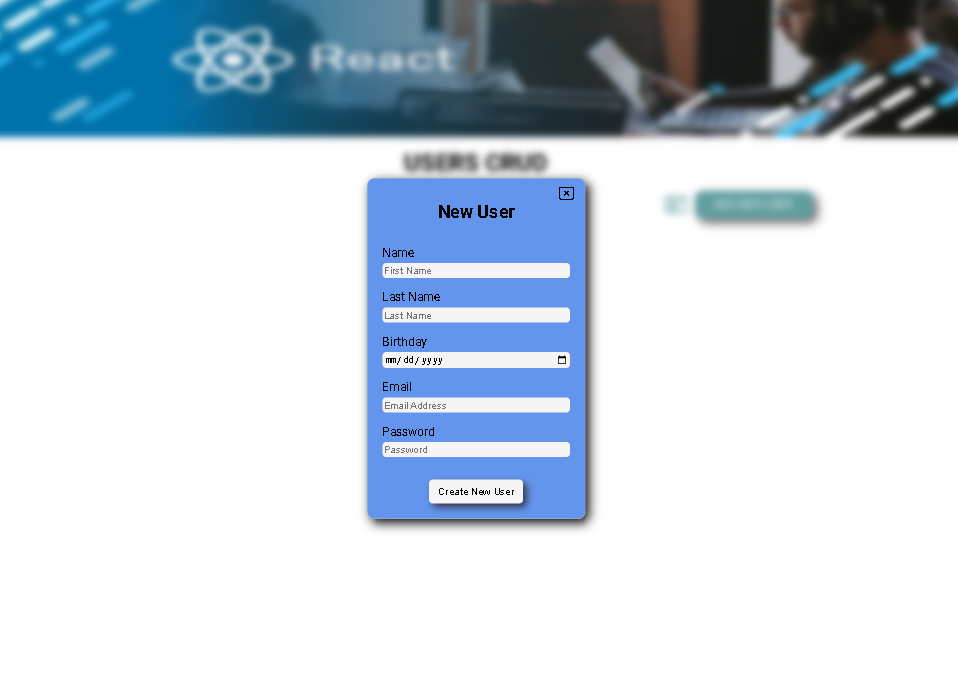 React
USERS CRUD
New User
Name
First Name
Last Name
Last Name
Birthday
mm/dd/yyyy
Email
Email Address
Password
Password
Create New User